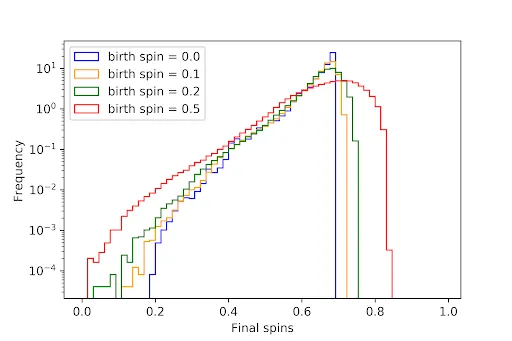 birth spin = 0.0
birth spin = 0.1
birth spin = 0.2
birth spin = 0.5
Frequency
10¹
10⁰
10⁻¹
10⁻²
10⁻³
10⁻⁴
0.0 0.2 0.4 0.6 0.8 1.0
Final spins